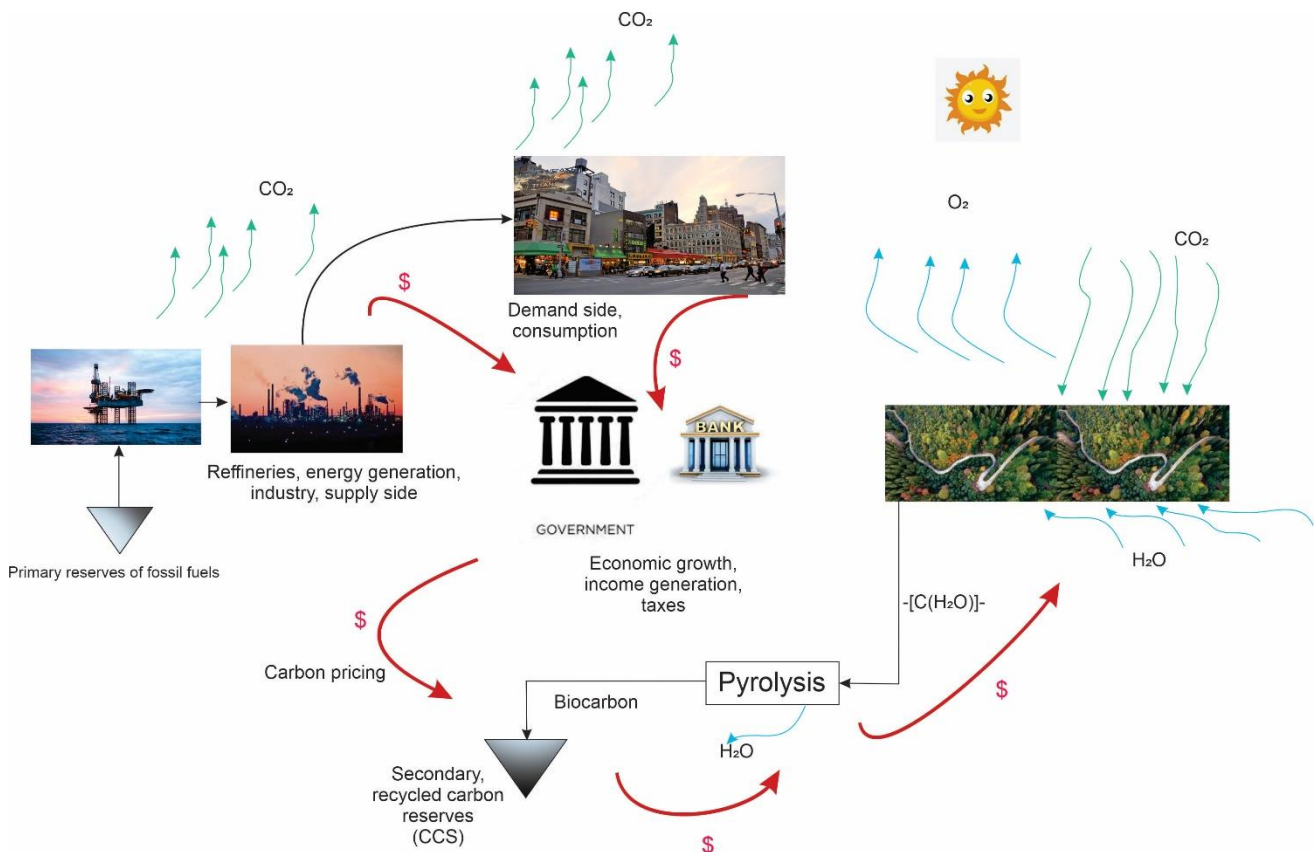 CO₂
CO₂
O₂
CO₂
$
Demand side,
consumption
$
BANK
Reffineries, energy generation,
industry, supply side
GOVERNMENT
Primary reserves of fossil fuels
Economic growth,
income generation,
taxes
H₂O
-[C(H₂O)]-
$
Carbon pricing
Pyrolysis
$
Biocarbon
H₂O
Secondary,
recycled carbon
reserves
(CCS)
$